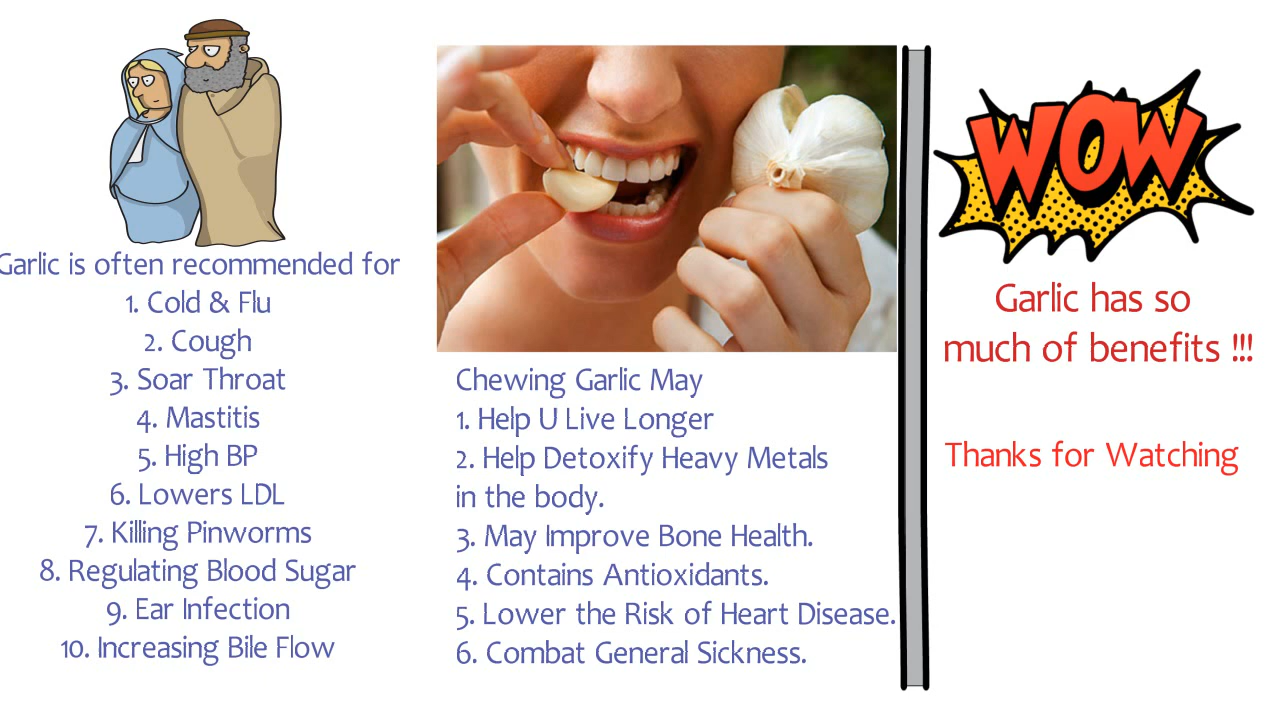 Garlic is often recommended for
1. Cold & Flu
2. Cough
3. Soar Throat
4. Mastitis
5. High BP
6. Lowers LDL
7. Killing Pinworms
8. Regulating Blood Sugar
9. Ear Infection
10. Increasing Bile Flow
Chewing Garlic May
1. Help U Live Longer
2. Help Detoxify Heavy Metals
in the body.
3. May Improve Bone Health.
4. Contains Antioxidants.
5. Lower the Risk of Heart Disease.
6. Combat General Sickness.
WOW
Garlic has so
much of benefits !!!
Thanks for Watching